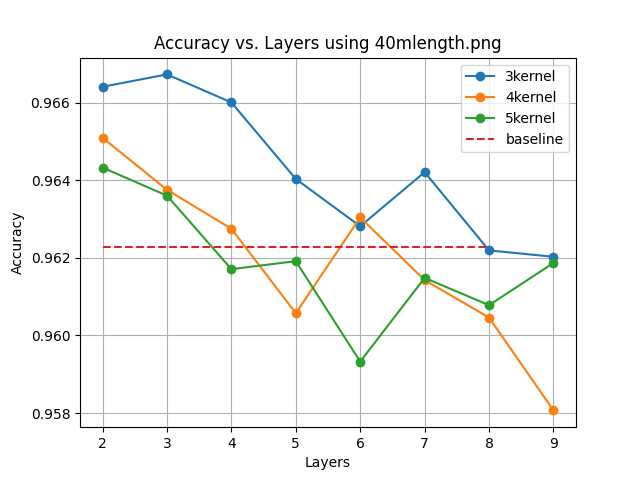 Accuracy vs. Layers using 40mlength.png
3kernel
4kernel
5kernel
baseline
Accuracy
0.966
0.964
0.962
0.960
0.958
2 3 4 5 6 7 8 9
Layers